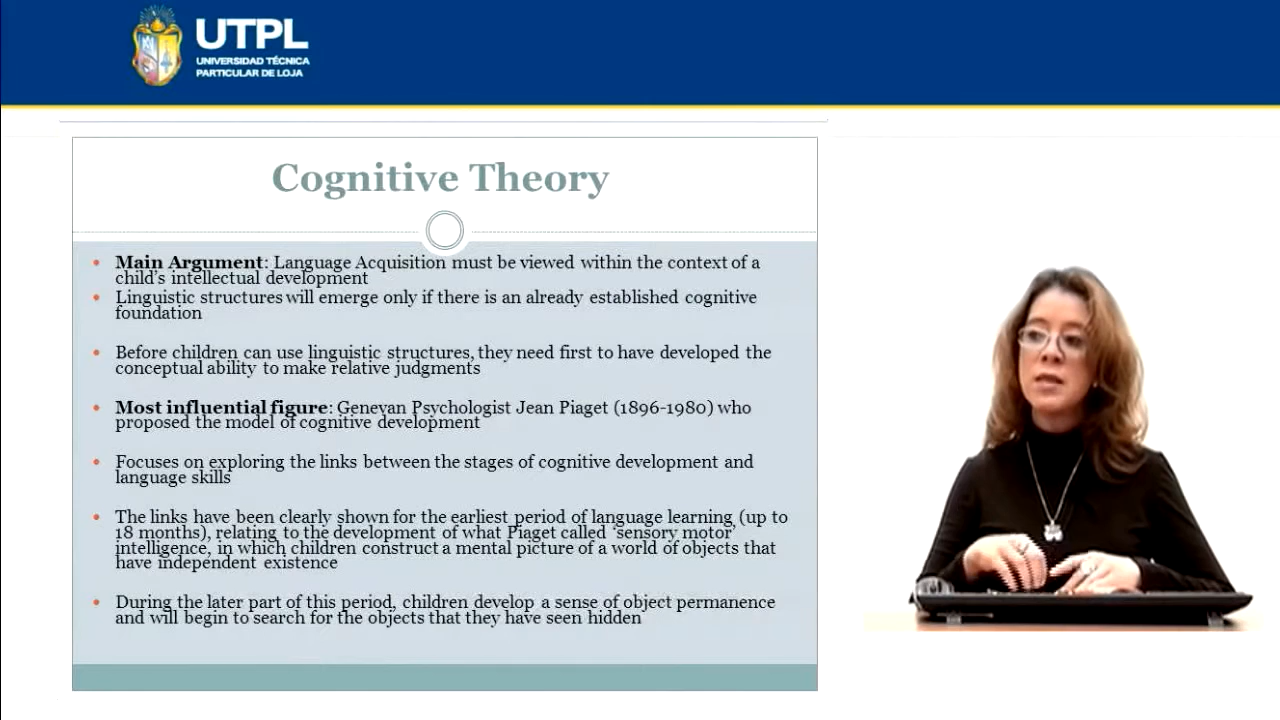 UTPL
UNIVERSIDAD TÉCNICA
PARTICULAR DE LOJA
Cognitive Theory
• Main Argument: Language Acquisition must be viewed within the context of a
child's intellectual development
• Linguistic structures will emerge only if there is an already established cognitive
foundation
• Before children can use linguistic structures, they need first to have developed the
conceptual ability to make relative judgments
• Most influential figure: Genevan Psychologist Jean Piaget (1896-1980) who
proposed the model of cognitive development
• Focuses on exploring the links between the stages of cognitive development and
language skills
• The links have been clearly shown for the earliest period of language learning (up to
18 months), relating to the development of what Piaget called 'sensory motor'
intelligence, in which children construct a mental picture of a world of objects that
have independent existence
• During the later part of this period, children develop a sense of object permanence
and will begin to search for the objects that they have seen hidden